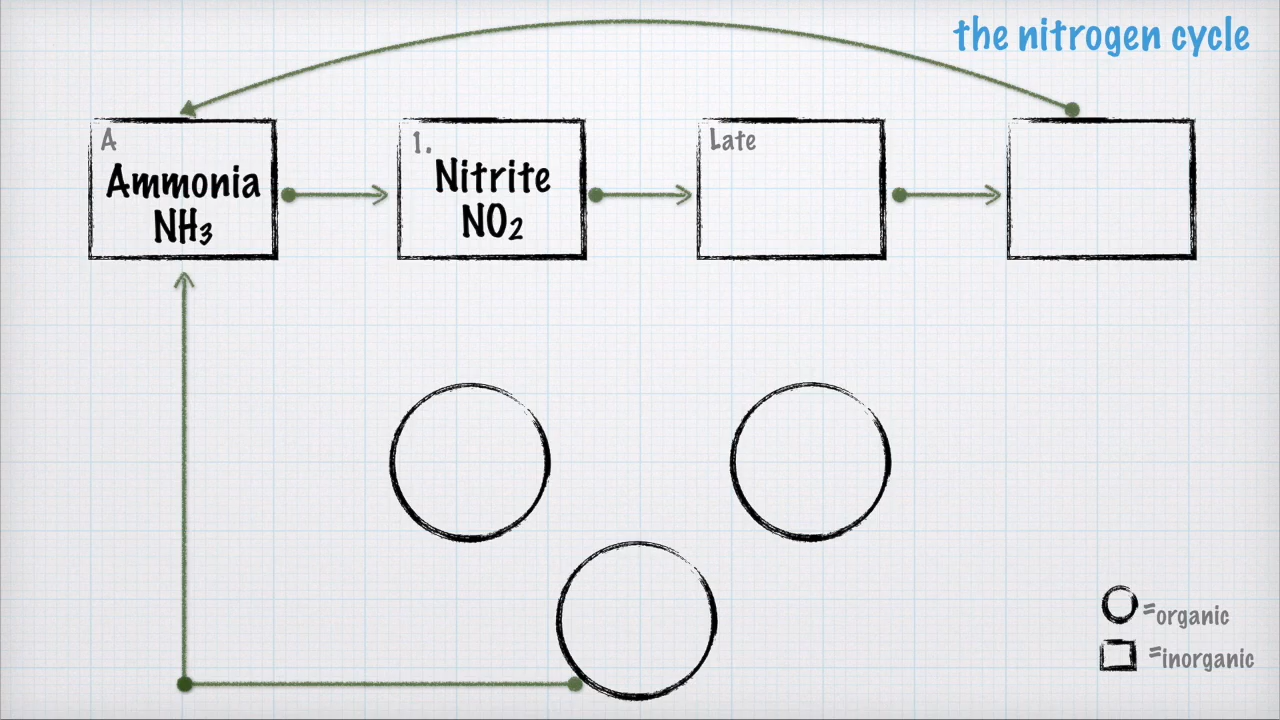 the nitrogen cycle
A
Ammonia
NH₃
1.
Nitrite
NO₂
Late
=organic
=inorganic